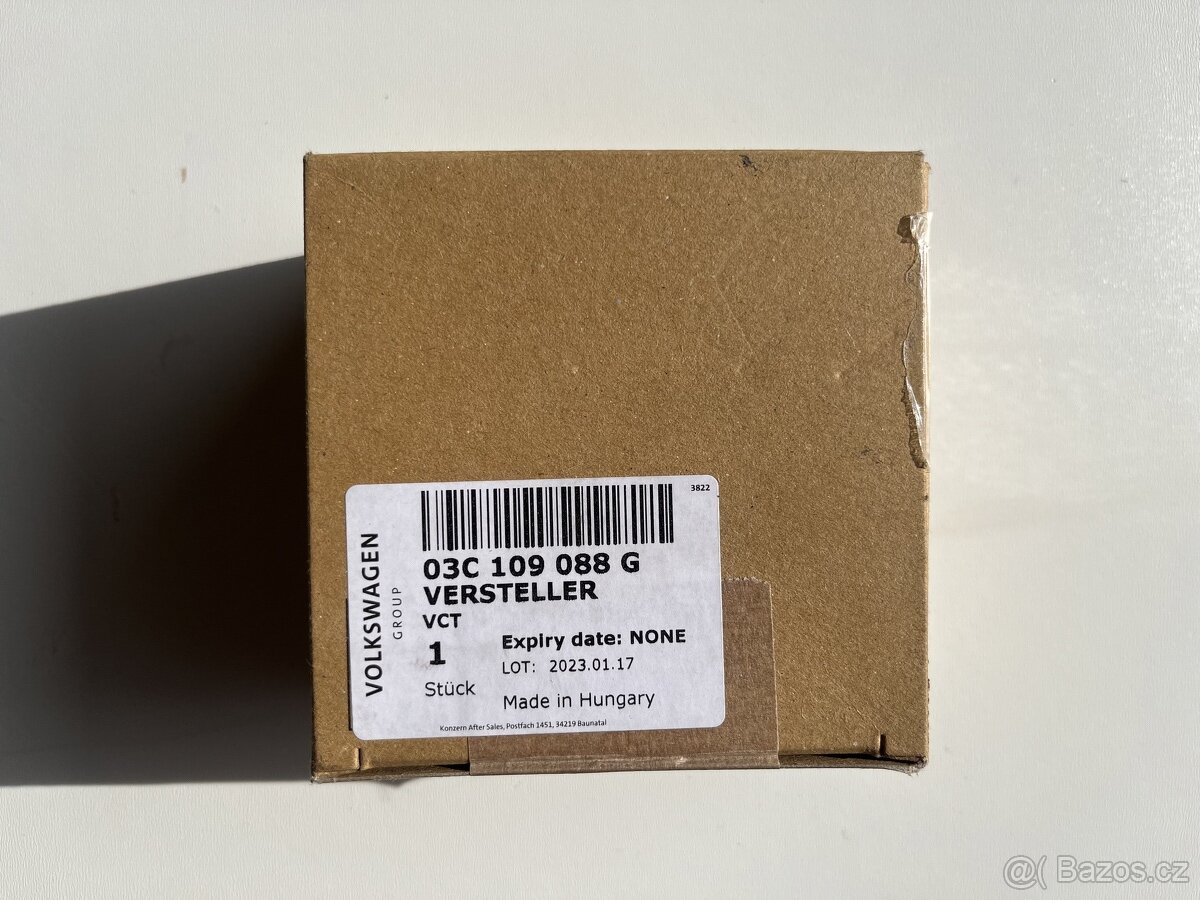 3822
VOLKSWAGEN
GROUP
03C 109 088 G
VERSTELLER
VCT
1
Expiry date: NONE
LOT: 2023.01.17
Stück
Made in Hungary
Konzern After Sales, Postfach 1451, 34219 Baunatal
@( Bazos.cz